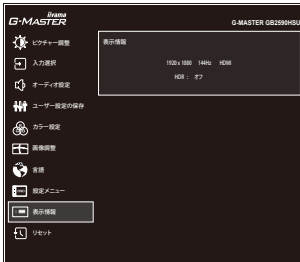 iiyama
G-MASTER
G-MASTER GB2590HSU
ピクチャー調整
表示情報
入力選択
1920 x 1080 144Hz HDMI
HDR : オフ
オーディオ設定
ユーザー設定の保存
カラー設定
画像調整
言語
設定メニュー
表示情報
リセット